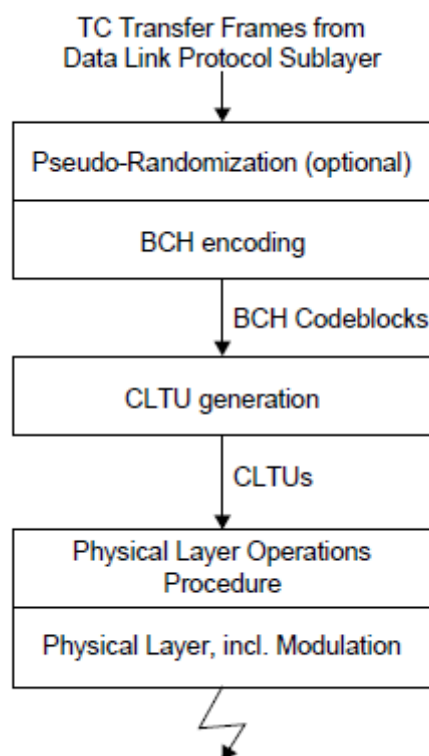 TC Transfer Frames from
Data Link Protocol Sublayer
Pseudo-Randomization (optional)
BCH encoding
BCH Codeblocks
CLTU generation
CLTUs
Physical Layer Operations
Procedure
Physical Layer, incl. Modulation